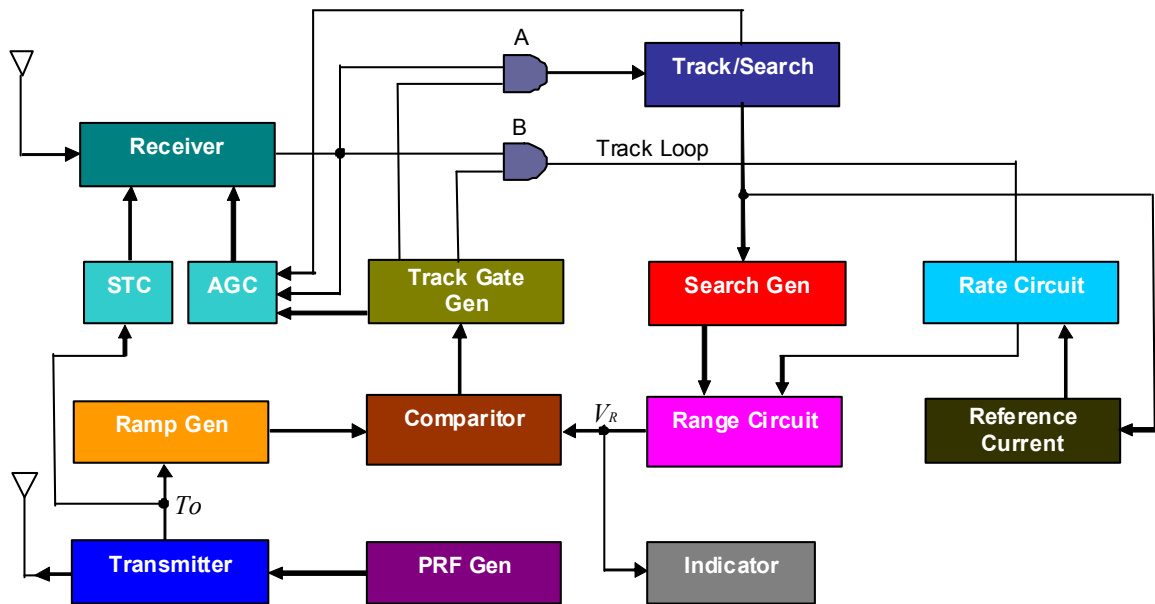 A
Track/Search
Receiver
B
Track Loop
STC
AGC
Track Gate
Gen
Search Gen
Rate Circuit
Ramp Gen
Comparitor
VR
Range Circuit
Reference
Current
To
Transmitter
PRF Gen
Indicator